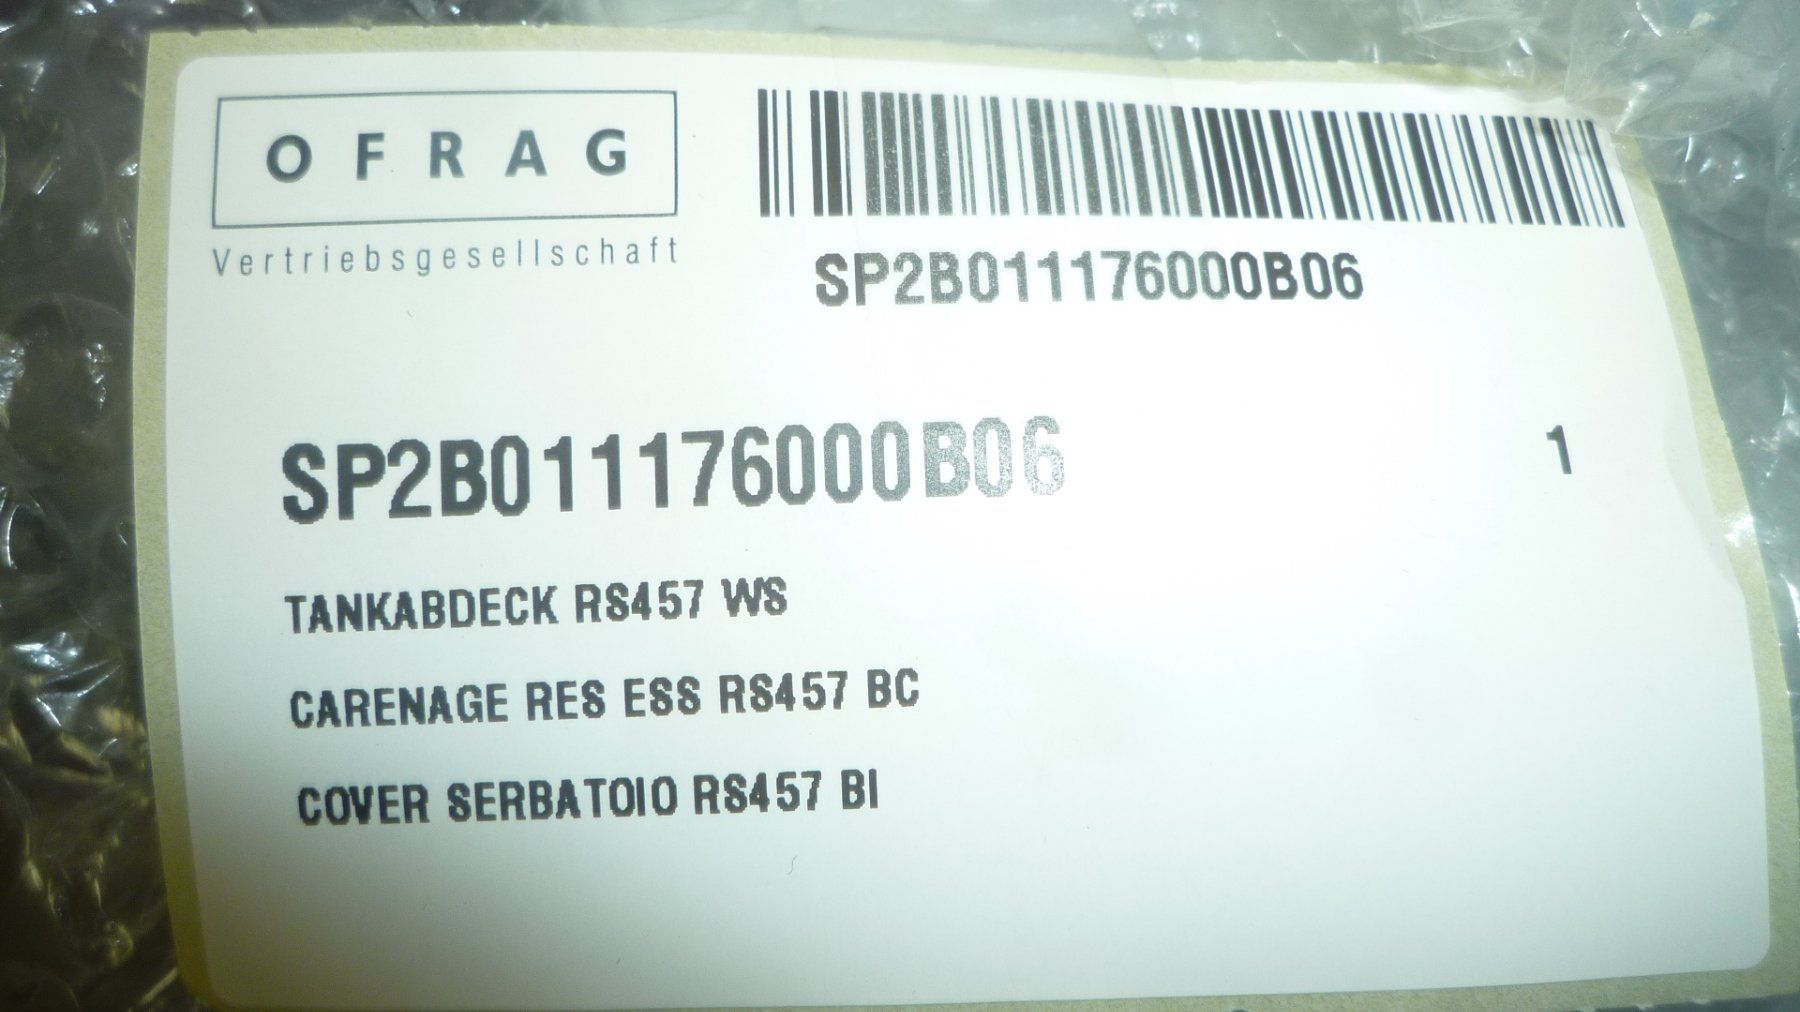 OFRAG
Vertriebsgesellschaft
SP2B011176000B06
SP2B011176000B06
1
TANKABDECK RS457 WS
CARENAGE RES ESS RS457 BC
COVER SERBATOIO RS457 BI